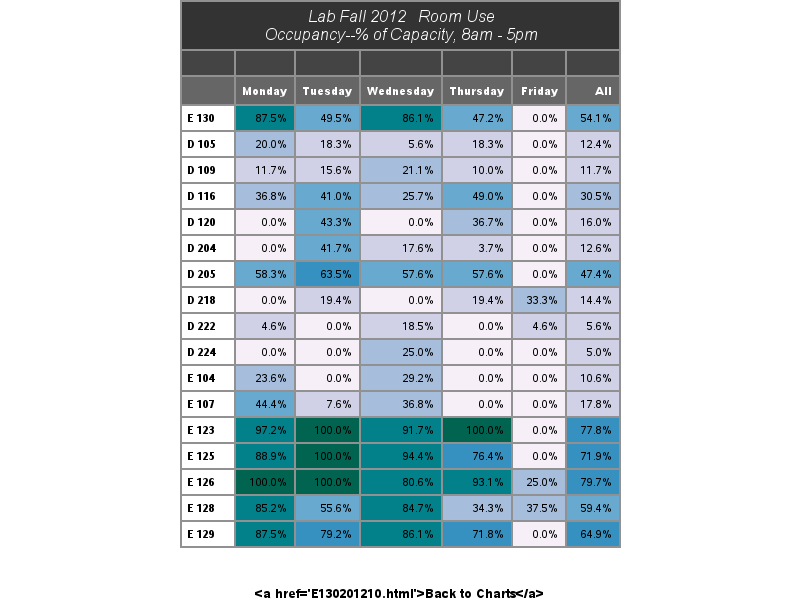 Lab Fall 2012 Room Use
Occupancy--% of Capacity, 8am - 5pm
Monday Tuesday Wednesday Thursday Friday All
E 130 87.5% 49.5% 86.1% 47.2% 0.0% 54.1%
D 105 20.0% 18.3% 5.6% 18.3% 0.0% 12.4%
D 109 11.7% 15.6% 21.1% 10.0% 0.0% 11.7%
D 116 36.8% 41.0% 25.7% 49.0% 0.0% 30.5%
D 120 0.0% 43.3% 0.0% 36.7% 0.0% 16.0%
D 204 0.0% 41.7% 17.6% 3.7% 0.0% 12.6%
D 205 58.3% 63.5% 57.6% 57.6% 0.0% 47.4%
D 218 0.0% 19.4% 0.0% 19.4% 33.3% 14.4%
D 222 4.6% 0.0% 18.5% 0.0% 4.6% 5.6%
D 224 0.0% 0.0% 25.0% 0.0% 0.0% 5.0%
E 104 23.6% 0.0% 29.2% 0.0% 0.0% 10.6%
E 107 44.4% 7.6% 36.8% 0.0% 0.0% 17.8%
E 123 97.2% 100.0% 91.7% 100.0% 0.0% 77.8%
E 125 88.9% 100.0% 94.4% 76.4% 0.0% 71.9%
E 126 100.0% 100.0% 80.6% 93.1% 25.0% 79.7%
E 128 85.2% 55.6% 84.7% 34.3% 37.5% 59.4%
E 129 87.5% 79.2% 86.1% 71.8% 0.0% 64.9%
<a href='E130201210.html'>Back to Charts</a>